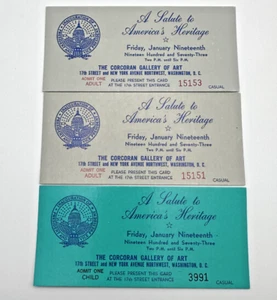 A Salute to
America's Heritage
Friday, January Nineteenth
Nineteen Hundred and Seventy-Three
Ten P.M. until Six P.M.
THE CORCORAN GALLERY OF ART
17th STREET and NEW YORK AVENUE NORTHWEST, WASHINGTON, D. C.
ADMIT ONE
ADULT
PLEASE PRESENT THIS CARD
AT THE 17th STREET ENTRANCE
15153
CASUAL
A Salute to
America's Heritage
Friday, January Nineteenth
Nineteen Hundred and Seventy-Three
Ten P.M. until Six P.M.
THE CORCORAN GALLERY OF ART
17th STREET and NEW YORK AVENUE NORTHWEST, WASHINGTON, D. C.
ADMIT ONE
ADULT
PLEASE PRESENT THIS CARD
AT THE 17th STREET ENTRANCE
15151
CASUAL
A Salute to
America's Heritage
Friday, January Nineteenth
Nineteen Hundred and Seventy-Three
Ten P.M. until Six P.M.
THE CORCORAN GALLERY OF ART
17th STREET and NEW YORK AVENUE NORTHWEST, WASHINGTON, D. C.
ADMIT ONE
CHILD
PLEASE PRESENT THIS CARD
AT THE 17th STREET ENTRANCE
3991
CASUAL